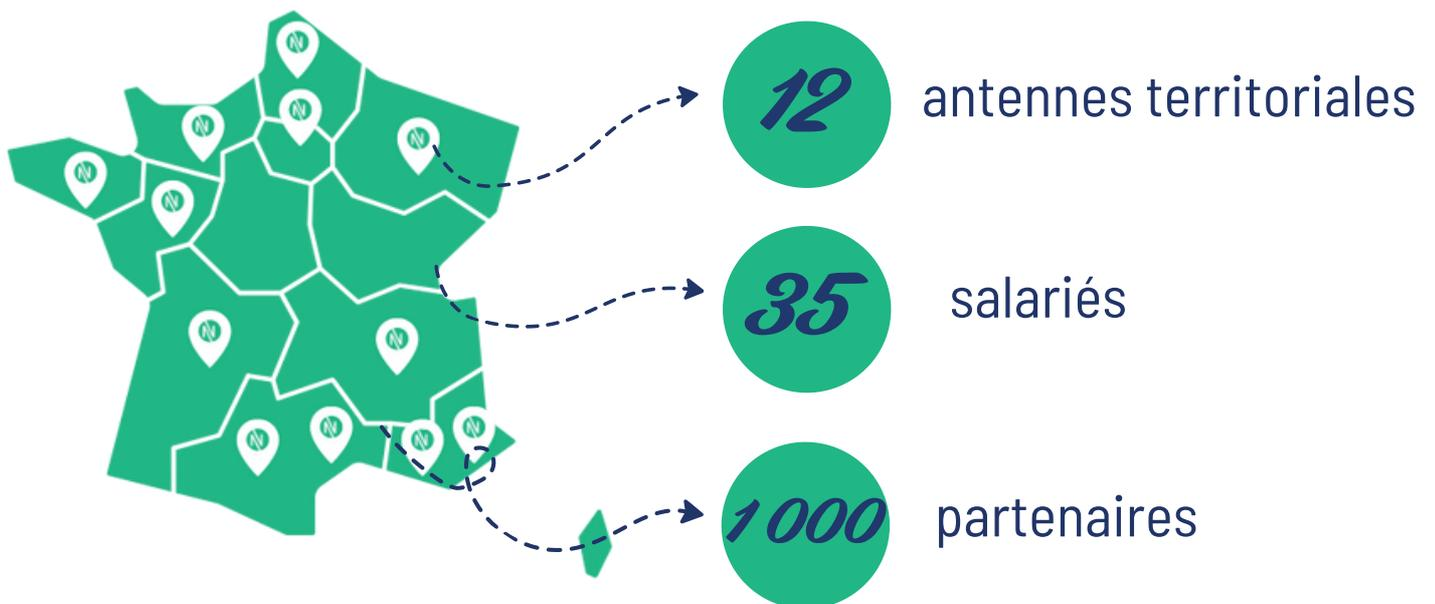 12 antennes territoriales
35 salariés
1 000 partenaires